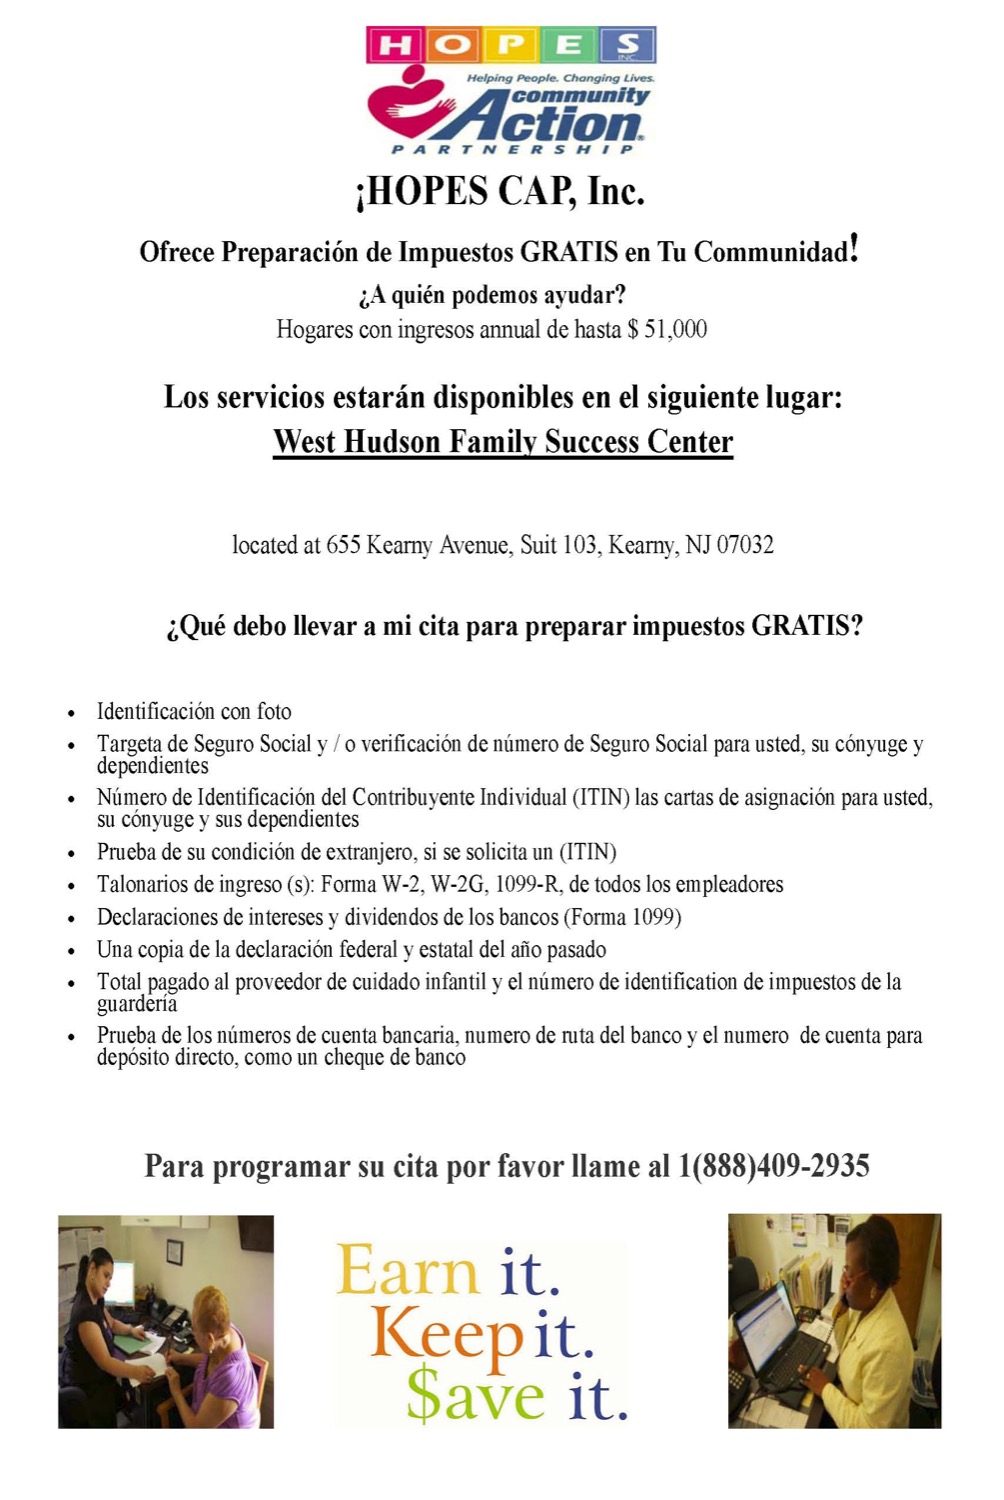 HOPES INC.
Helping People. Changing Lives.
community
Action®
PARTNERSHIP
¡HOPES CAP, Inc.
Ofrece Preparación de Impuestos GRATIS en Tu Communidad!
¿A quién podemos ayudar?
Hogares con ingresos annual de hasta $ 51,000
Los servicios estarán disponibles en el siguiente lugar:
West Hudson Family Success Center
located at 655 Kearny Avenue, Suit 103, Kearny, NJ 07032
¿Qué debo llevar a mi cita para preparar impuestos GRATIS?
• Identificación con foto
• Targeta de Seguro Social y / o verificación de número de Seguro Social para usted, su cónyuge y
dependientes
• Número de Identificación del Contribuyente Individual (ITIN) las cartas de asignación para usted,
su cónyuge y sus dependientes
• Prueba de su condición de extranjero, si se solicita un (ITIN)
• Talonarios de ingreso (s): Forma W-2, W-2G, 1099-R, de todos los empleadores
• Declaraciones de intereses y dividendos de los bancos (Forma 1099)
• Una copia de la declaración federal y estatal del año pasado
• Total pagado al proveedor de cuidado infantil y el número de identification de impuestos de la
guardería
• Prueba de los números de cuenta bancaria, numero de ruta del banco y el numero  de cuenta para
depósito directo, como un cheque de banco
Para programar su cita por favor llame al 1(888)409-2935
Earn it.
Keep it.
$ave it.